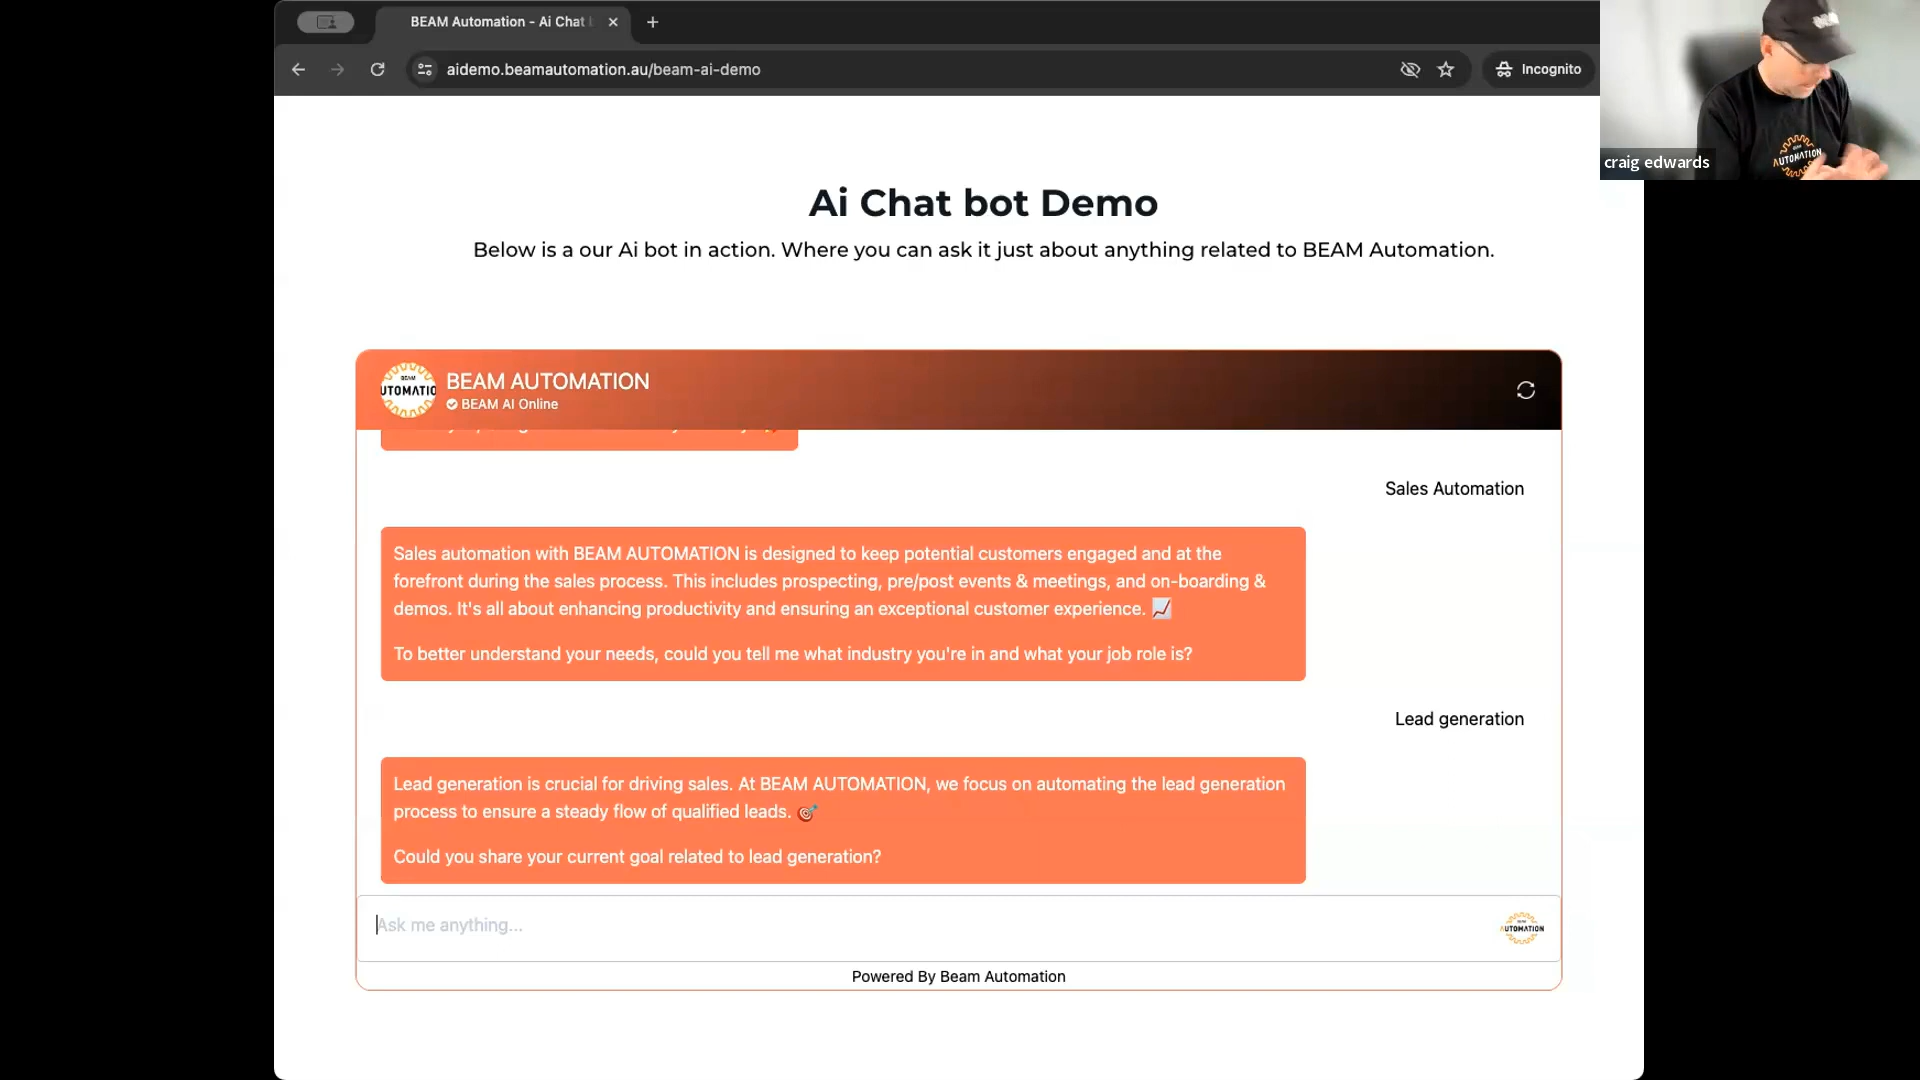 BEAM Automation - Ai Chat
aidemo.beamautomation.au/beam-ai-demo
Incognito
AUTOMATION
craig edwards
Ai Chat bot Demo
Below is a our Ai bot in action. Where you can ask it just about anything related to BEAM Automation.
BEAM
UTOMATIC
BEAM AUTOMATION
BEAM AI Online
Sales Automation
Sales automation with BEAM AUTOMATION is designed to keep potential customers engaged and at the
forefront during the sales process. This includes prospecting, pre/post events & meetings, and on-boarding &
demos. It's all about enhancing productivity and ensuring an exceptional customer experience. 📈
To better understand your needs, could you tell me what industry you're in and what your job role is?
Lead generation
Lead generation is crucial for driving sales. At BEAM AUTOMATION, we focus on automating the lead generation
process to ensure a steady flow of qualified leads. 🎯
Could you share your current goal related to lead generation?
Ask me anything...
AUTOMATION
Powered By Beam Automation